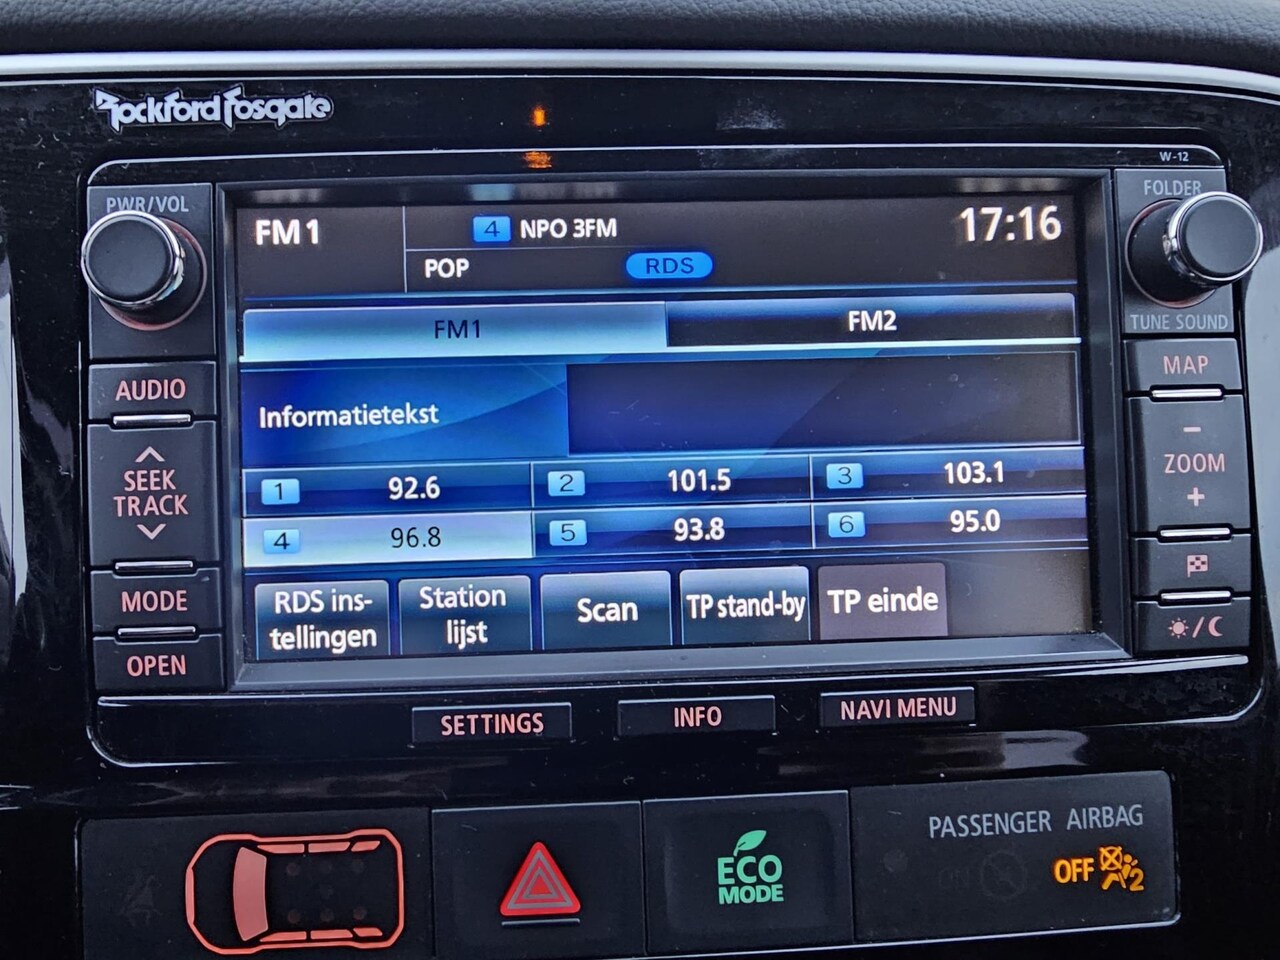 Rockford Fosgate
W-12
PWR/VOL
FOLDER
FM1
4 NPO 3FM
17:16
POP
RDS
TUNE SOUND
FM1
FM2
MAP
AUDIO
Informatietekst
−
SEEK
TRACK
ZOOM
+
1 92.6
2 101.5
3 103.1
4 96.8
5 93.8
6 95.0
RDS ins-
tellingen
Station
lijst
Scan
TP stand-by
TP einde
MODE
OPEN
SETTINGS
INFO
NAVI MENU
ECO
MODE
PASSENGER AIRBAG
OFF
2